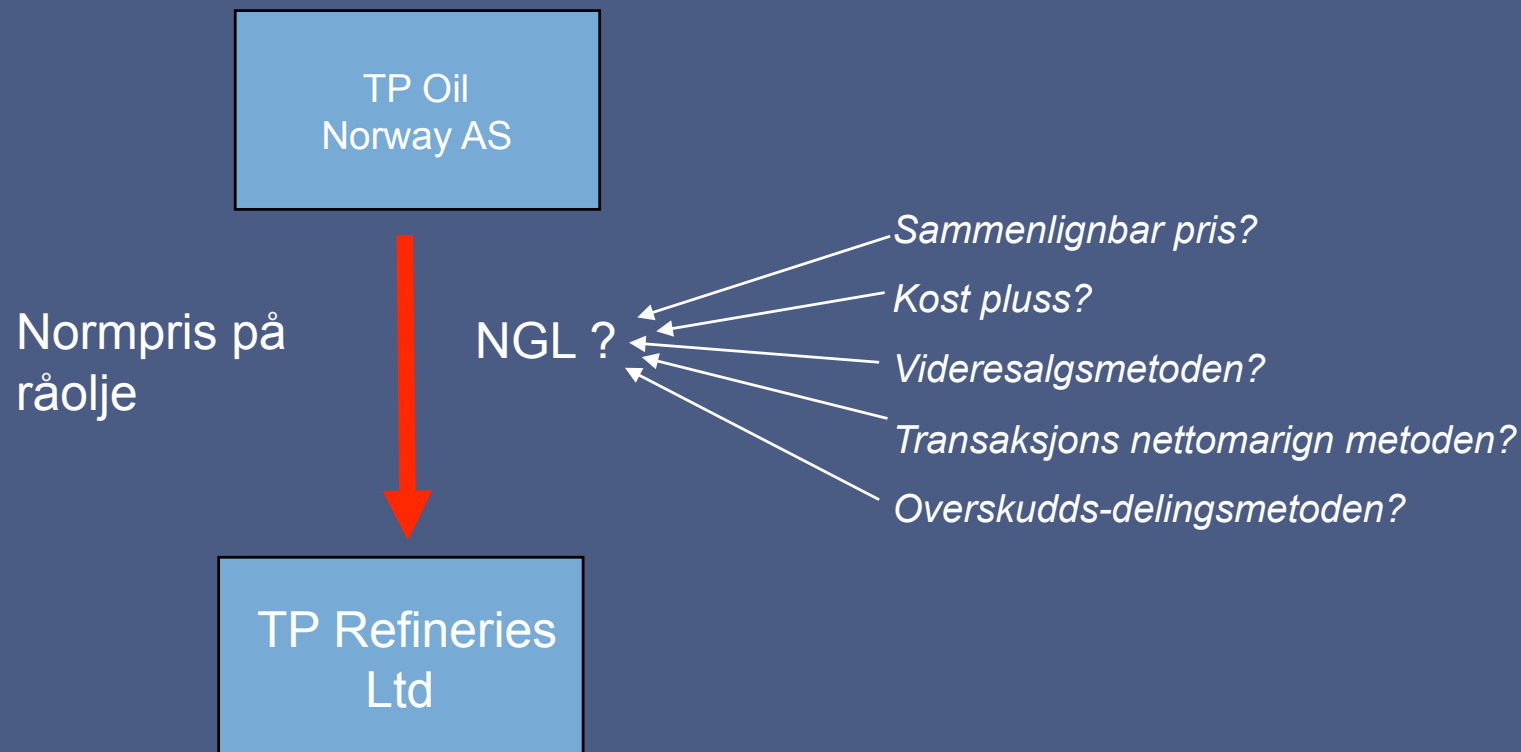 TP Oil
Norway AS
Normpris på
råolje
NGL ?
Sammenlignbar pris?
Kost pluss?
Videresalgsmetoden?
Transaksjons nettomarign metoden?
Overskudds-delingsmetoden?
TP Refineries
Ltd